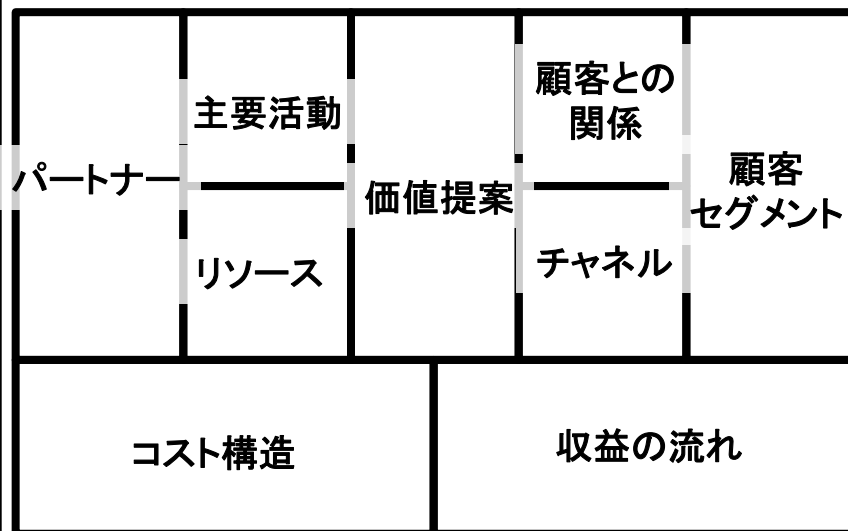 パートナー
主要活動
リソース
価値提案
顧客との
関係
チャネル
顧客
セグメント
コスト構造
収益の流れ